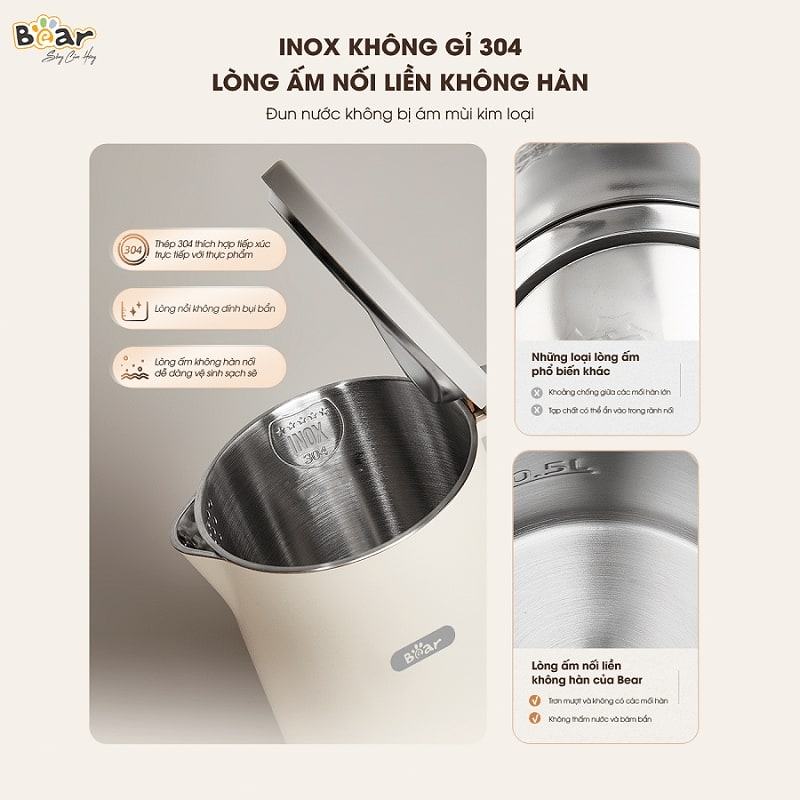 Bear
Sống Cân Hằng
INOX KHÔNG GỈ 304
LÒNG ẤM NỐI LIỀN KHÔNG HÀN
Đun nước không bị ám mùi kim loại
304
Thép 304 thích hợp tiếp xúc
trực tiếp với thực phẩm
Lòng nồi không dính bụi bẩn
Lòng ấm không hàn nối
dễ dàng vệ sinh sạch sẽ
INOX
304
Bear
Những loại lòng ấm
phổ biến khác
Khoảng chống giữa các mối hàn lớn
Tạp chất có thể ẩn vào trong rãnh nối
0.5L
Lòng ấm nối liền
không hàn của Bear
Trơn mượt và không có các mối hàn
Không thấm nước và bám bẩn